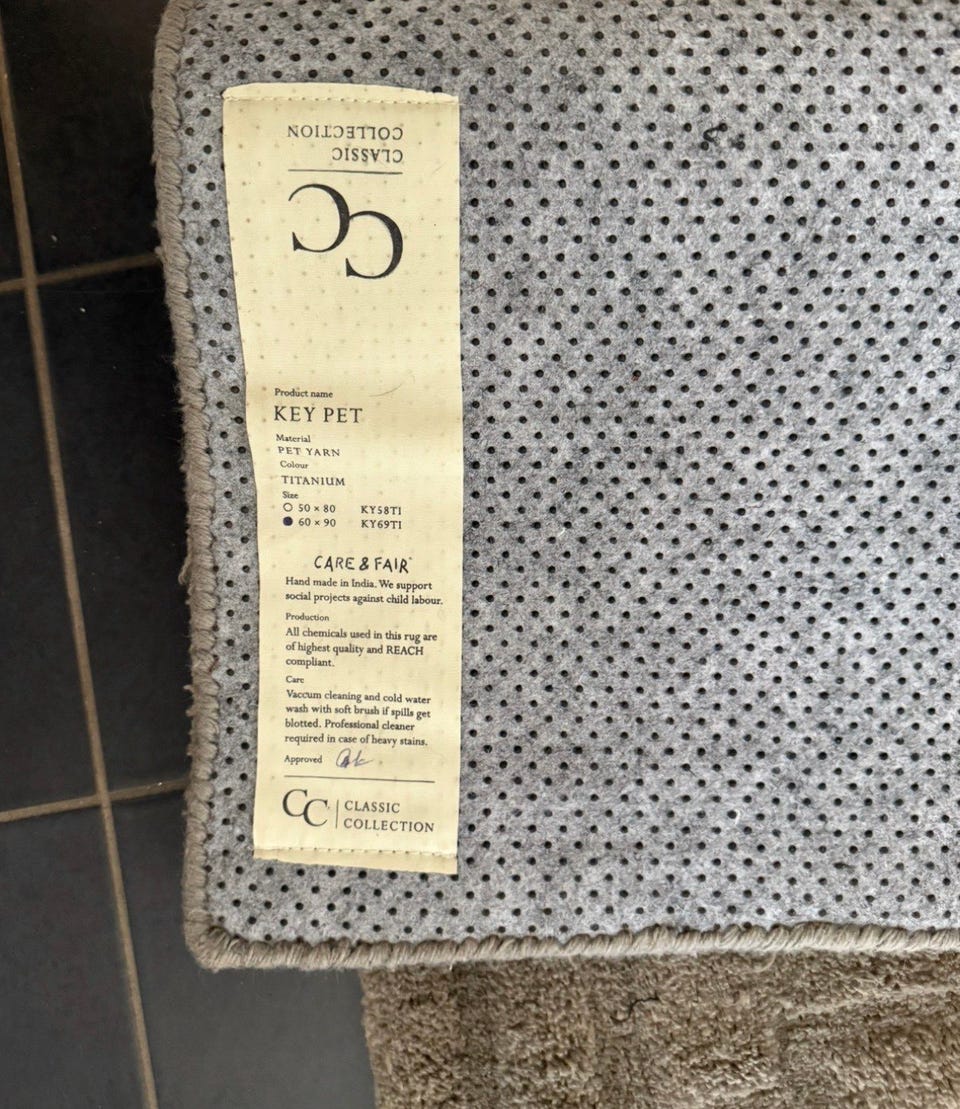 CLASSIC
COLLECTION
CC
Product name
KEY PET
Material
PET YARN
Colour
TITANIUM
Size
50 × 80 KY58TI
60 × 90 KY69TI
CARE & FAIR
Hand made in India. We support
social projects against child labour.
Production
All chemicals used in this rug are
of highest quality and REACH
compliant.
Care
Vaccum cleaning and cold water
wash with soft brush if spills get
blotted. Professional cleaner
required in case of heavy stains.
Approved
CC CLASSIC
COLLECTION